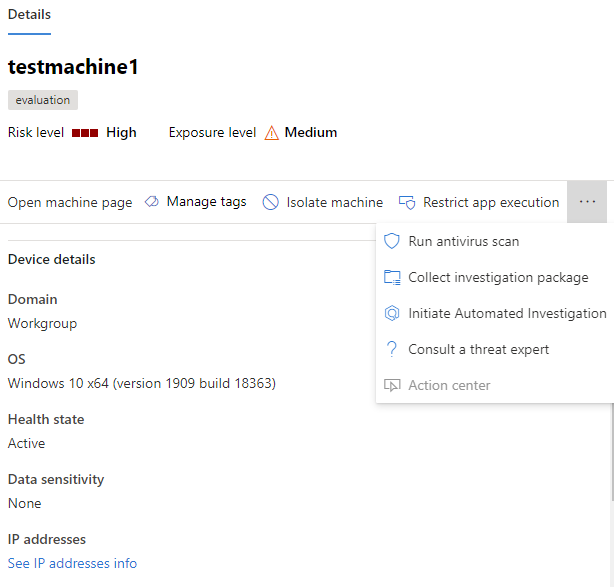 Details
testmachine1
evaluation
Risk level High Exposure level Medium
Open machine page Manage tags Isolate machine Restrict app execution ...
Run antivirus scan
Collect investigation package
Initiate Automated Investigation
Consult a threat expert
Action center
Device details
Domain
Workgroup
OS
Windows 10 x64 (version 1909 build 18363)
Health state
Active
Data sensitivity
None
IP addresses
See IP addresses info